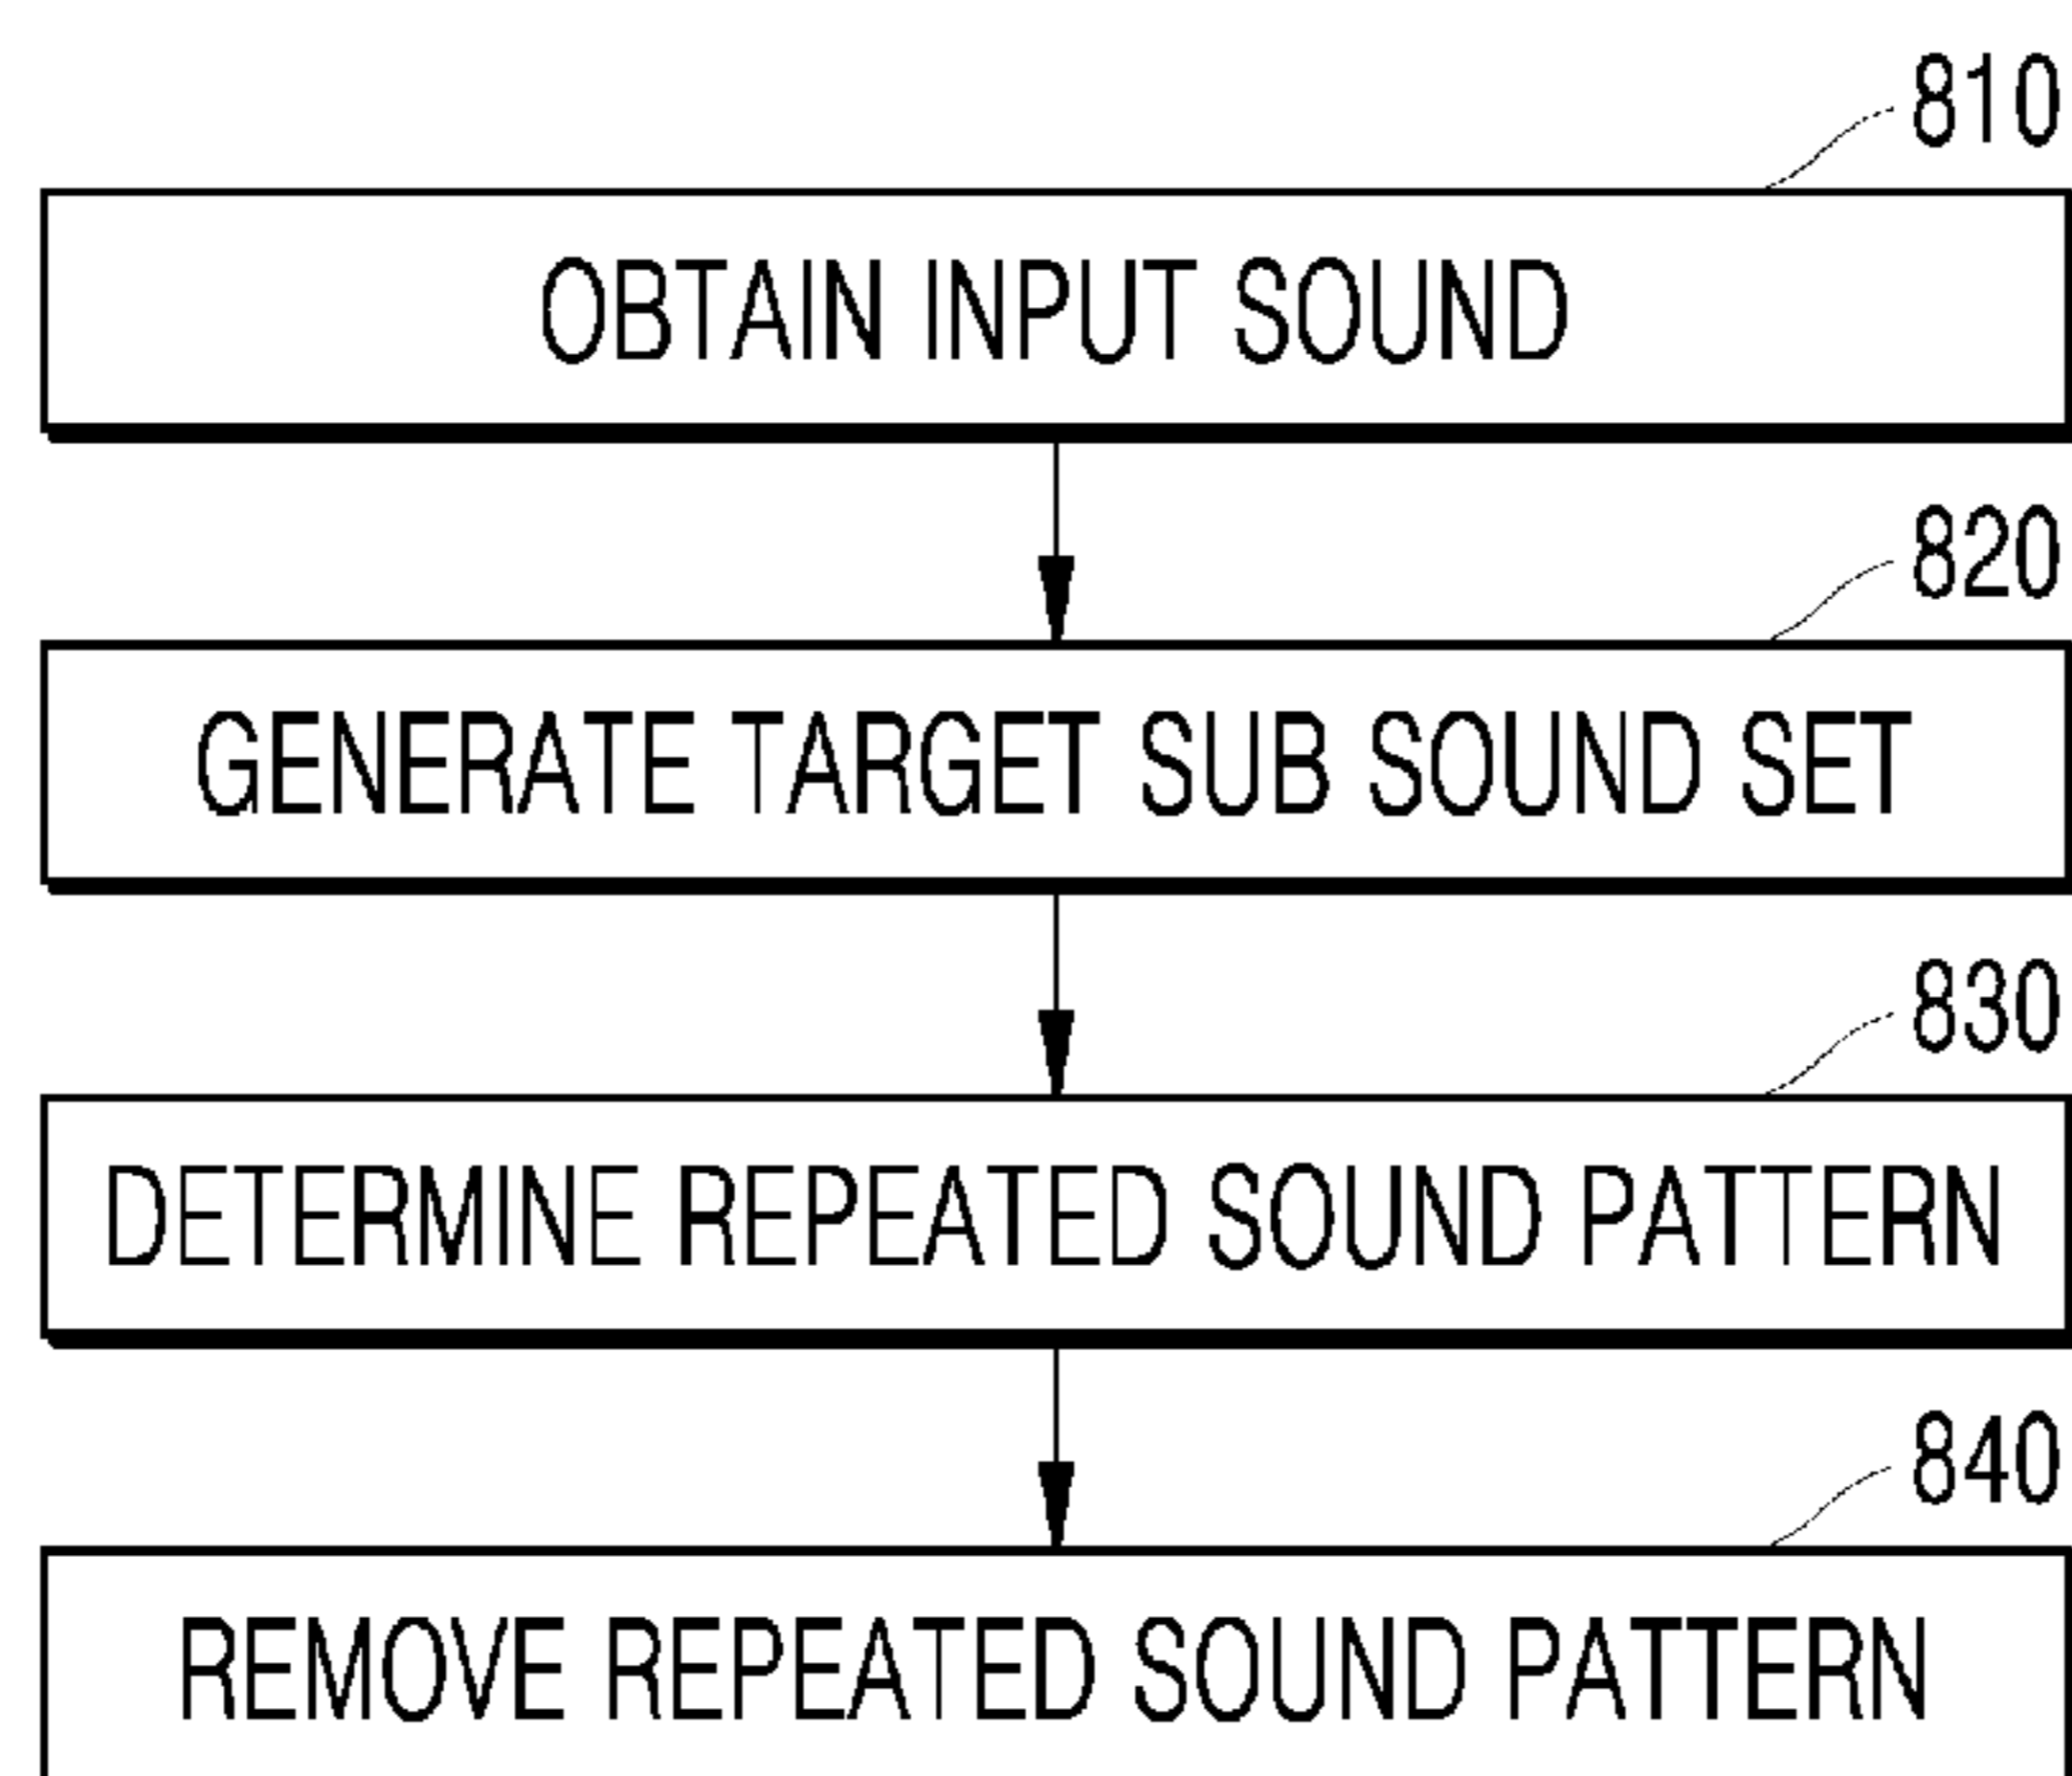 810
OBTAIN INPUT SOUND
820
GENERATE TARGET SUB SOUND SET
830
DETERMINE REPEATED SOUND PATTERN
840
REMOVE REPEATED SOUND PATTERN